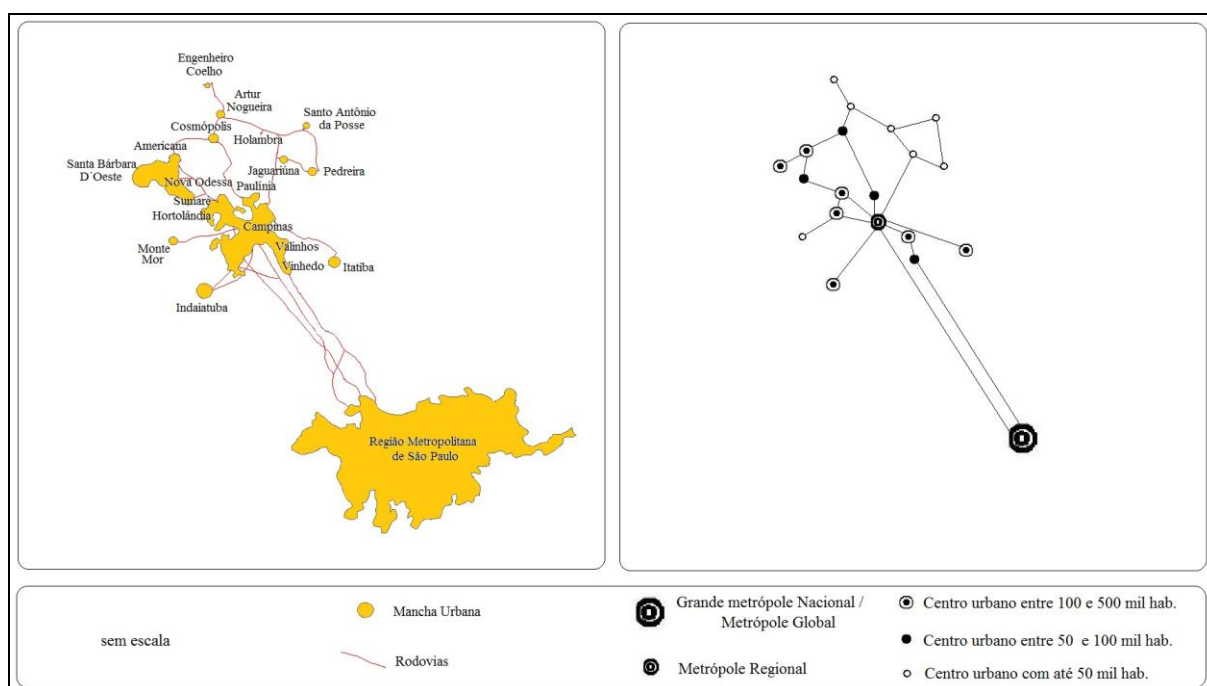 Engenheiro
Coelho
Artur
Nogueira
Santo Antônio
da Posse
Cosmópolis
Holambra
Americana
Jaguariúna
Pedreira
Santa Bárbara
D´Oeste
Nova Odessa
Paulínia
Sumaré
Hortolândia
Campinas
Monte
Mor
Valinhos
Vinhedo
Itatiba
Indaiatuba
Região Metropolitana
de São Paulo
sem escala
Mancha Urbana
Rodovias
Grande metrópole Nacional /
Metrópole Global
Metrópole Regional
Centro urbano entre 100 e 500 mil hab.
Centro urbano entre 50 e 100 mil hab.
Centro urbano com até 50 mil hab.